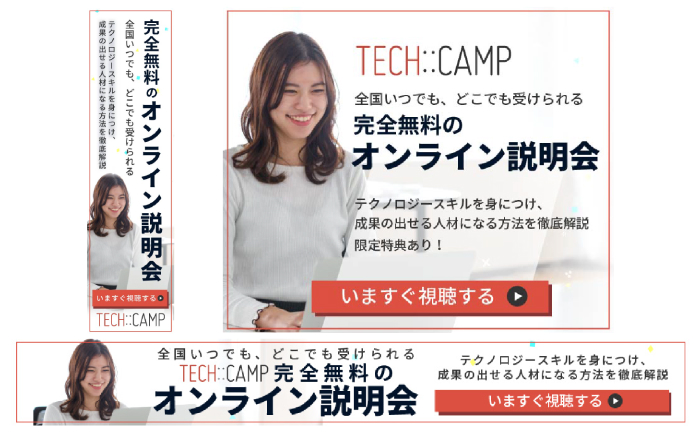 完全無料のオンライン説明会
全国いつでも、どこでも受けられる
テクノロジースキルを身につけ、
成果の出せる人材になる方法を徹底解説
いますぐ視聴する
TECH::CAMP
TECH::CAMP
全国いつでも、どこでも受けられる
完全無料の
オンライン説明会
テクノロジースキルを身につけ、
成果の出せる人材になる方法を徹底解説
限定特典あり！
いますぐ視聴する
全国いつでも、どこでも受けられる
TECH::CAMP 完全無料の
オンライン説明会
テクノロジースキルを身につけ、
成果の出せる人材になる方法を徹底解説
いますぐ視聴する